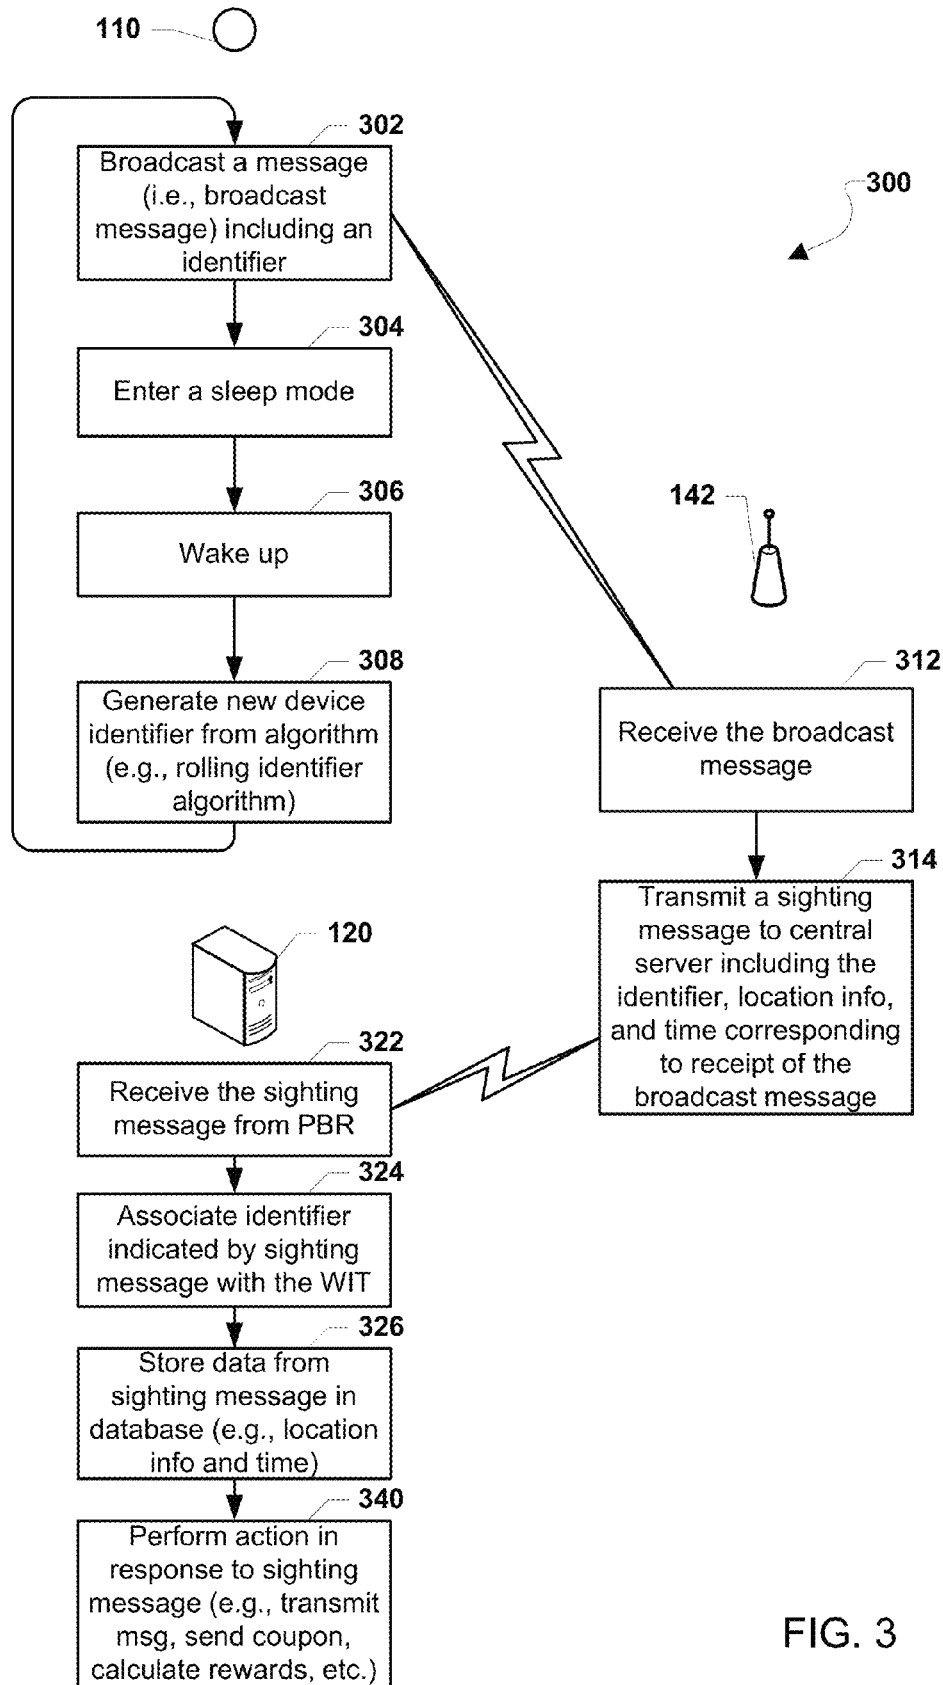 110
302
Broadcast a message
(i.e., broadcast
message) including an
identifier
300
304
Enter a sleep mode
306
Wake up
142
308
Generate new device
identifier from algorithm
(e.g., rolling identifier
algorithm)
312
Receive the broadcast
message
314
Transmit a sighting
message to central
server including the
identifier, location info,
and time corresponding
to receipt of the
broadcast message
120
322
Receive the sighting
message from PBR
324
Associate identifier
indicated by sighting
message with the WIT
326
Store data from
sighting message in
database (e.g., location
info and time)
340
Perform action in
response to sighting
message (e.g., transmit
msg, send coupon,
calculate rewards, etc.)
FIG. 3